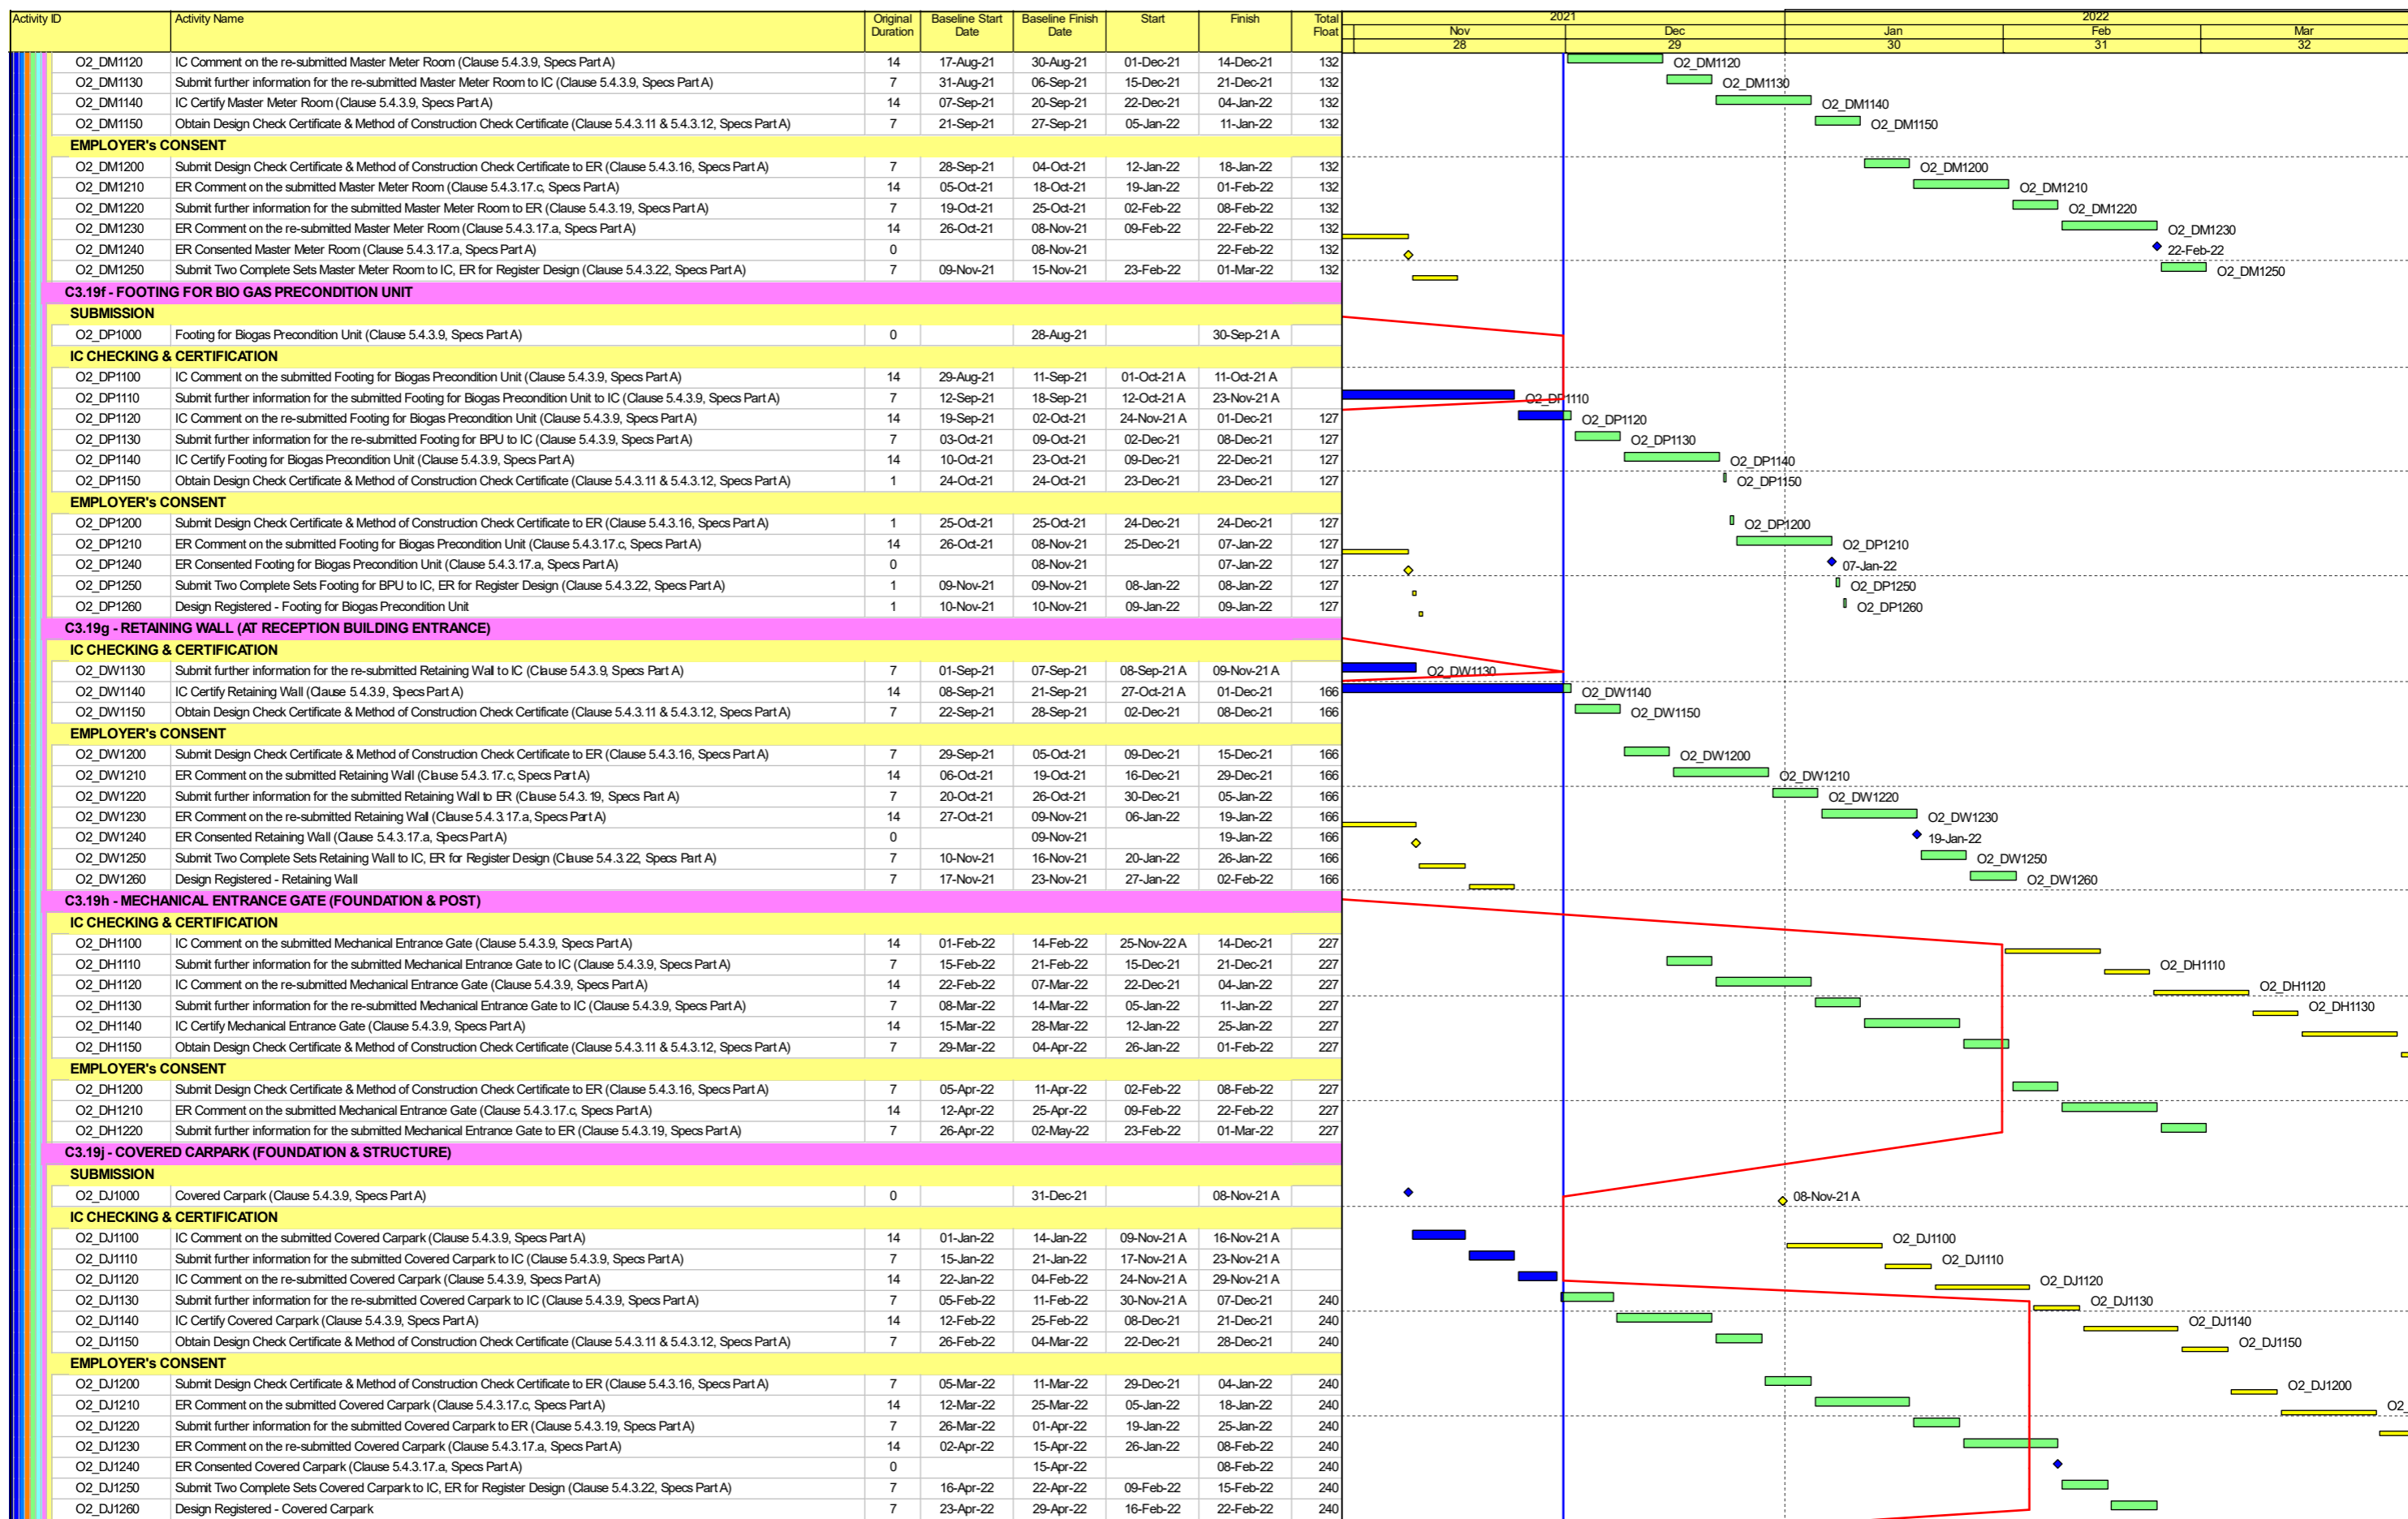 Activity ID Activity Name Original Duration Baseline Start Date Baseline Finish Date Start Finish Total Float 2021 2022
Nov Dec Jan Feb Mar
28 29 30 31 32
O2_DM1120 IC Comment on the re-submitted Master Meter Room (Clause 5.4.3.9, Specs Part A) 14 17-Aug-21 30-Aug-21 01-Dec-21 14-Dec-21 132 O2_DM1120
O2_DM1130 Submit further information for the re-submitted Master Meter Room to IC (Clause 5.4.3.9, Specs Part A) 7 31-Aug-21 06-Sep-21 15-Dec-21 21-Dec-21 132 O2_DM1130
O2_DM1140 IC Certify Master Meter Room (Clause 5.4.3.9, Specs Part A) 14 07-Sep-21 20-Sep-21 22-Dec-21 04-Jan-22 132 O2_DM1140
O2_DM1150 Obtain Design Check Certificate & Method of Construction Check Certificate (Clause 5.4.3.11 & 5.4.3.12, Specs Part A) 7 21-Sep-21 27-Sep-21 05-Jan-22 11-Jan-22 132 O2_DM1150
EMPLOYER's CONSENT
O2_DM1200 Submit Design Check Certificate & Method of Construction Check Certificate to ER (Clause 5.4.3.16, Specs Part A) 7 28-Sep-21 04-Oct-21 12-Jan-22 18-Jan-22 132 O2_DM1200
O2_DM1210 ER Comment on the submitted Master Meter Room (Clause 5.4.3.17.c, Specs Part A) 14 05-Oct-21 18-Oct-21 19-Jan-22 01-Feb-22 132 O2_DM1210
O2_DM1220 Submit further information for the submitted Master Meter Room to ER (Clause 5.4.3.19, Specs Part A) 7 19-Oct-21 25-Oct-21 02-Feb-22 08-Feb-22 132 O2_DM1220
O2_DM1230 ER Comment on the re-submitted Master Meter Room (Clause 5.4.3.17.a, Specs Part A) 14 26-Oct-21 08-Nov-21 09-Feb-22 22-Feb-22 132 O2_DM1230
O2_DM1240 ER Consented Master Meter Room (Clause 5.4.3.17.a, Specs Part A) 0 08-Nov-21 22-Feb-22 132 22-Feb-22
O2_DM1250 Submit Two Complete Sets Master Meter Room to IC, ER for Register Design (Clause 5.4.3.22, Specs Part A) 7 09-Nov-21 15-Nov-21 23-Feb-22 01-Mar-22 132 O2_DM1250
C3.19f - FOOTING FOR BIO GAS PRECONDITION UNIT
SUBMISSION
O2_DP1000 Footing for Biogas Precondition Unit (Clause 5.4.3.9, Specs Part A) 0 28-Aug-21 30-Sep-21 A
IC CHECKING & CERTIFICATION
O2_DP1100 IC Comment on the submitted Footing for Biogas Precondition Unit (Clause 5.4.3.9, Specs Part A) 14 29-Aug-21 11-Sep-21 01-Oct-21 A 11-Oct-21 A
O2_DP1110 Submit further information for the submitted Footing for Biogas Precondition Unit to IC (Clause 5.4.3.9, Specs Part A) 7 12-Sep-21 18-Sep-21 12-Oct-21 A 23-Nov-21 A O2_DP1110
O2_DP1120 IC Comment on the re-submitted Footing for Biogas Precondition Unit (Clause 5.4.3.9, Specs Part A) 14 19-Sep-21 02-Oct-21 24-Nov-21 A 01-Dec-21 127 O2_DP1120
O2_DP1130 Submit further information for the re-submitted Footing for BPU to IC (Clause 5.4.3.9, Specs Part A) 7 03-Oct-21 09-Oct-21 02-Dec-21 08-Dec-21 127 O2_DP1130
O2_DP1140 IC Certify Footing for Biogas Precondition Unit (Clause 5.4.3.9, Specs Part A) 14 10-Oct-21 23-Oct-21 09-Dec-21 22-Dec-21 127 O2_DP1140
O2_DP1150 Obtain Design Check Certificate & Method of Construction Check Certificate (Clause 5.4.3.11 & 5.4.3.12, Specs Part A) 1 24-Oct-21 24-Oct-21 23-Dec-21 23-Dec-21 127 O2_DP1150
EMPLOYER's CONSENT
O2_DP1200 Submit Design Check Certificate & Method of Construction Check Certificate to ER (Clause 5.4.3.16, Specs Part A) 1 25-Oct-21 25-Oct-21 24-Dec-21 24-Dec-21 127 O2_DP1200
O2_DP1210 ER Comment on the submitted Footing for Biogas Precondition Unit (Clause 5.4.3.17.c, Specs Part A) 14 26-Oct-21 08-Nov-21 25-Dec-21 07-Jan-22 127 O2_DP1210
O2_DP1240 ER Consented Footing for Biogas Precondition Unit (Clause 5.4.3.17.a, Specs Part A) 0 08-Nov-21 07-Jan-22 127 07-Jan-22
O2_DP1250 Submit Two Complete Sets Footing for BPU to IC, ER for Register Design (Clause 5.4.3.22, Specs Part A) 1 09-Nov-21 09-Nov-21 08-Jan-22 08-Jan-22 127 O2_DP1250
O2_DP1260 Design Registered - Footing for Biogas Precondition Unit 1 10-Nov-21 10-Nov-21 09-Jan-22 09-Jan-22 127 O2_DP1260
C3.19g - RETAINING WALL (AT RECEPTION BUILDING ENTRANCE)
IC CHECKING & CERTIFICATION
O2_DW1130 Submit further information for the re-submitted Retaining Wall to IC (Clause 5.4.3.9, Specs Part A) 7 01-Sep-21 07-Sep-21 08-Sep-21 A 09-Nov-21 A O2_DW1130
O2_DW1140 IC Certify Retaining Wall (Clause 5.4.3.9, Specs Part A) 14 08-Sep-21 21-Sep-21 27-Oct-21 A 01-Dec-21 166 O2_DW1140
O2_DW1150 Obtain Design Check Certificate & Method of Construction Check Certificate (Clause 5.4.3.11 & 5.4.3.12, Specs Part A) 7 22-Sep-21 28-Sep-21 02-Dec-21 08-Dec-21 166 O2_DW1150
EMPLOYER's CONSENT
O2_DW1200 Submit Design Check Certificate & Method of Construction Check Certificate to ER (Clause 5.4.3.16, Specs Part A) 7 29-Sep-21 05-Oct-21 09-Dec-21 15-Dec-21 166 O2_DW1200
O2_DW1210 ER Comment on the submitted Retaining Wall (Clause 5.4.3.17.c, Specs Part A) 14 06-Oct-21 19-Oct-21 16-Dec-21 29-Dec-21 166 O2_DW1210
O2_DW1220 Submit further information for the submitted Retaining Wall to ER (Clause 5.4.3.19, Specs Part A) 7 20-Oct-21 26-Oct-21 30-Dec-21 05-Jan-22 166 O2_DW1220
O2_DW1230 ER Comment on the re-submitted Retaining Wall (Clause 5.4.3.17.a, Specs Part A) 14 27-Oct-21 09-Nov-21 06-Jan-22 19-Jan-22 166 O2_DW1230
O2_DW1240 ER Consented Retaining Wall (Clause 5.4.3.17.a, Specs Part A) 0 09-Nov-21 19-Jan-22 166 19-Jan-22
O2_DW1250 Submit Two Complete Sets Retaining Wall to IC, ER for Register Design (Clause 5.4.3.22, Specs Part A) 7 10-Nov-21 16-Nov-21 20-Jan-22 26-Jan-22 166 O2_DW1250
O2_DW1260 Design Registered - Retaining Wall 7 17-Nov-21 23-Nov-21 27-Jan-22 02-Feb-22 166 O2_DW1260
C3.19h - MECHANICAL ENTRANCE GATE (FOUNDATION & POST)
IC CHECKING & CERTIFICATION
O2_DH1100 IC Comment on the submitted Mechanical Entrance Gate (Clause 5.4.3.9, Specs Part A) 14 01-Feb-22 14-Feb-22 25-Nov-22 A 14-Dec-21 227
O2_DH1110 Submit further information for the submitted Mechanical Entrance Gate to IC (Clause 5.4.3.9, Specs Part A) 7 15-Feb-22 21-Feb-22 15-Dec-21 21-Dec-21 227 O2_DH1110
O2_DH1120 IC Comment on the re-submitted Mechanical Entrance Gate (Clause 5.4.3.9, Specs Part A) 14 22-Feb-22 07-Mar-22 22-Dec-21 04-Jan-22 227 O2_DH1120
O2_DH1130 Submit further information for the re-submitted Mechanical Entrance Gate to IC (Clause 5.4.3.9, Specs Part A) 7 08-Mar-22 14-Mar-22 05-Jan-22 11-Jan-22 227 O2_DH1130
O2_DH1140 IC Certify Mechanical Entrance Gate (Clause 5.4.3.9, Specs Part A) 14 15-Mar-22 28-Mar-22 12-Jan-22 25-Jan-22 227
O2_DH1150 Obtain Design Check Certificate & Method of Construction Check Certificate (Clause 5.4.3.11 & 5.4.3.12, Specs Part A) 7 29-Mar-22 04-Apr-22 26-Jan-22 01-Feb-22 227
EMPLOYER's CONSENT
O2_DH1200 Submit Design Check Certificate & Method of Construction Check Certificate to ER (Clause 5.4.3.16, Specs Part A) 7 05-Apr-22 11-Apr-22 02-Feb-22 08-Feb-22 227
O2_DH1210 ER Comment on the submitted Mechanical Entrance Gate (Clause 5.4.3.17.c, Specs Part A) 14 12-Apr-22 25-Apr-22 09-Feb-22 22-Feb-22 227
O2_DH1220 Submit further information for the submitted Mechanical Entrance Gate to ER (Clause 5.4.3.19, Specs Part A) 7 26-Apr-22 02-May-22 23-Feb-22 01-Mar-22 227
C3.19j - COVERED CARPARK (FOUNDATION & STRUCTURE)
SUBMISSION
O2_DJ1000 Covered Carpark (Clause 5.4.3.9, Specs Part A) 0 31-Dec-21 08-Nov-21 A 08-Nov-21 A
IC CHECKING & CERTIFICATION
O2_DJ1100 IC Comment on the submitted Covered Carpark (Clause 5.4.3.9, Specs Part A) 14 01-Jan-22 14-Jan-22 09-Nov-21 A 16-Nov-21 A O2_DJ1100
O2_DJ1110 Submit further information for the submitted Covered Carpark to IC (Clause 5.4.3.9, Specs Part A) 7 15-Jan-22 21-Jan-22 17-Nov-21 A 23-Nov-21 A O2_DJ1110
O2_DJ1120 IC Comment on the re-submitted Covered Carpark (Clause 5.4.3.9, Specs Part A) 14 22-Jan-22 04-Feb-22 24-Nov-21 A 29-Nov-21 A O2_DJ1120
O2_DJ1130 Submit further information for the re-submitted Covered Carpark to IC (Clause 5.4.3.9, Specs Part A) 7 05-Feb-22 11-Feb-22 30-Nov-21 A 07-Dec-21 240 O2_DJ1130
O2_DJ1140 IC Certify Covered Carpark (Clause 5.4.3.9, Specs Part A) 14 12-Feb-22 25-Feb-22 08-Dec-21 21-Dec-21 240 O2_DJ1140
O2_DJ1150 Obtain Design Check Certificate & Method of Construction Check Certificate (Clause 5.4.3.11 & 5.4.3.12, Specs Part A) 7 26-Feb-22 04-Mar-22 22-Dec-21 28-Dec-21 240 O2_DJ1150
EMPLOYER's CONSENT
O2_DJ1200 Submit Design Check Certificate & Method of Construction Check Certificate to ER (Clause 5.4.3.16, Specs Part A) 7 05-Mar-22 11-Mar-22 29-Dec-21 04-Jan-22 240 O2_DJ1200
O2_DJ1210 ER Comment on the submitted Covered Carpark (Clause 5.4.3.17.c, Specs Part A) 14 12-Mar-22 25-Mar-22 05-Jan-22 18-Jan-22 240 O2_
O2_DJ1220 Submit further information for the submitted Covered Carpark to ER (Clause 5.4.3.19, Specs Part A) 7 26-Mar-22 01-Apr-22 19-Jan-22 25-Jan-22 240
O2_DJ1230 ER Comment on the re-submitted Covered Carpark (Clause 5.4.3.17.a, Specs Part A) 14 02-Apr-22 15-Apr-22 26-Jan-22 08-Feb-22 240
O2_DJ1240 ER Consented Covered Carpark (Clause 5.4.3.17.a, Specs Part A) 0 15-Apr-22 08-Feb-22 240
O2_DJ1250 Submit Two Complete Sets Covered Carpark to IC, ER for Register Design (Clause 5.4.3.22, Specs Part A) 7 16-Apr-22 22-Apr-22 09-Feb-22 15-Feb-22 240
O2_DJ1260 Design Registered - Covered Carpark 7 23-Apr-22 29-Apr-22 16-Feb-22 22-Feb-22 240